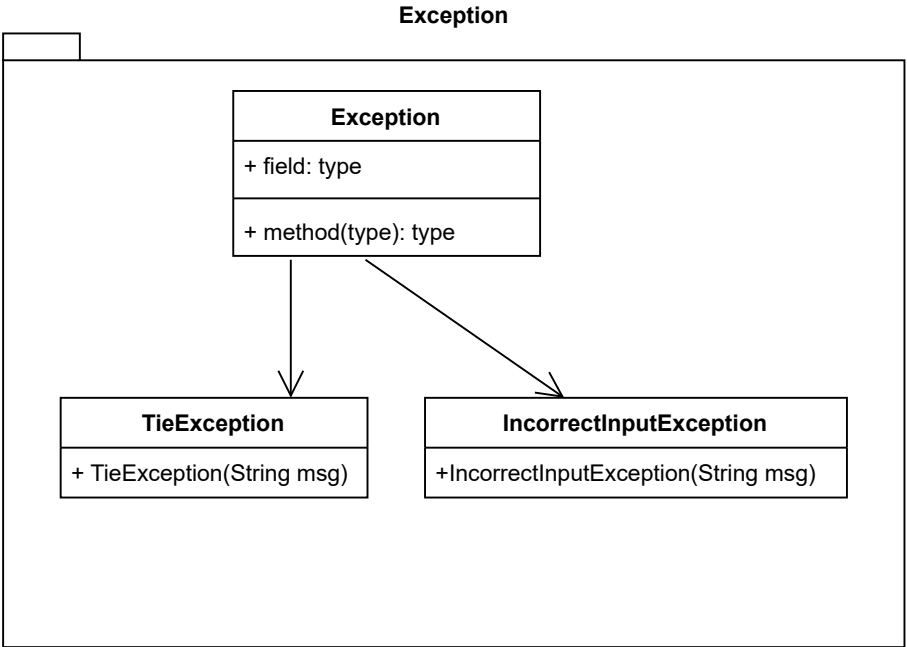 Exception
Exception
+ field: type
+ method(type): type
TieException
+ TieException(String msg)
IncorrectInputException
+IncorrectInputException(String msg)